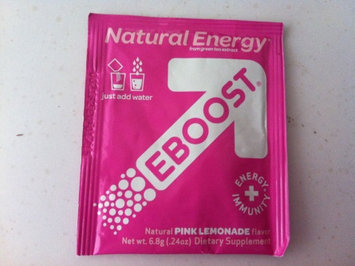 Natural Energy
from green tea extract
just add water
EBOOST®
ENERGY
IMMUNITY
Natural PINK LEMONADE flavor
Net wt. 6.8g (.24oz) Dietary Supplement